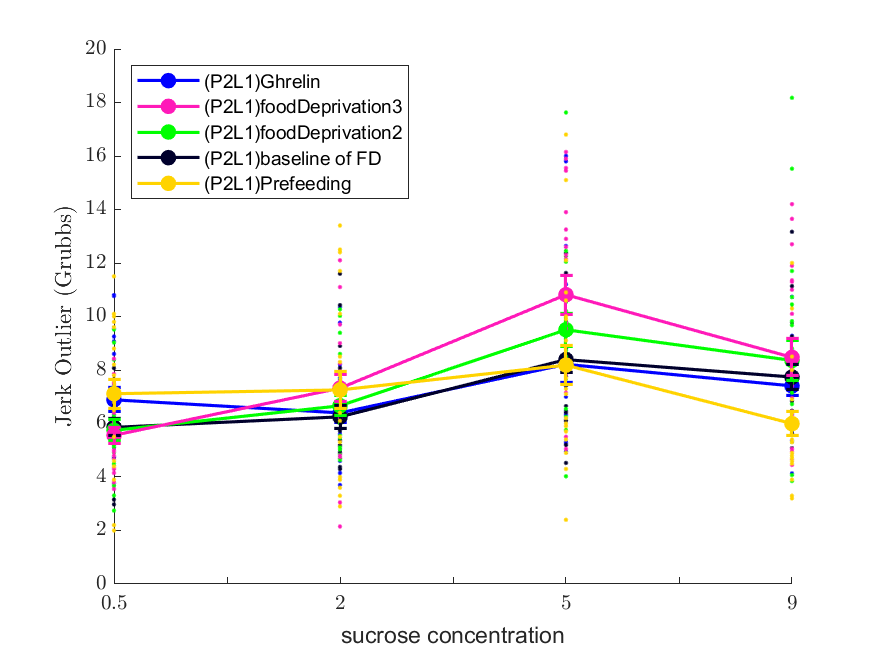 20
18
16
14
12
10
8
6
4
2
0
Jerk Outlier (Grubbs)
(P2L1)Ghrelin
(P2L1)foodDeprivation3
(P2L1)foodDeprivation2
(P2L1)baseline of FD
(P2L1)Prefeeding
0.5 2 5 9
sucrose concentration